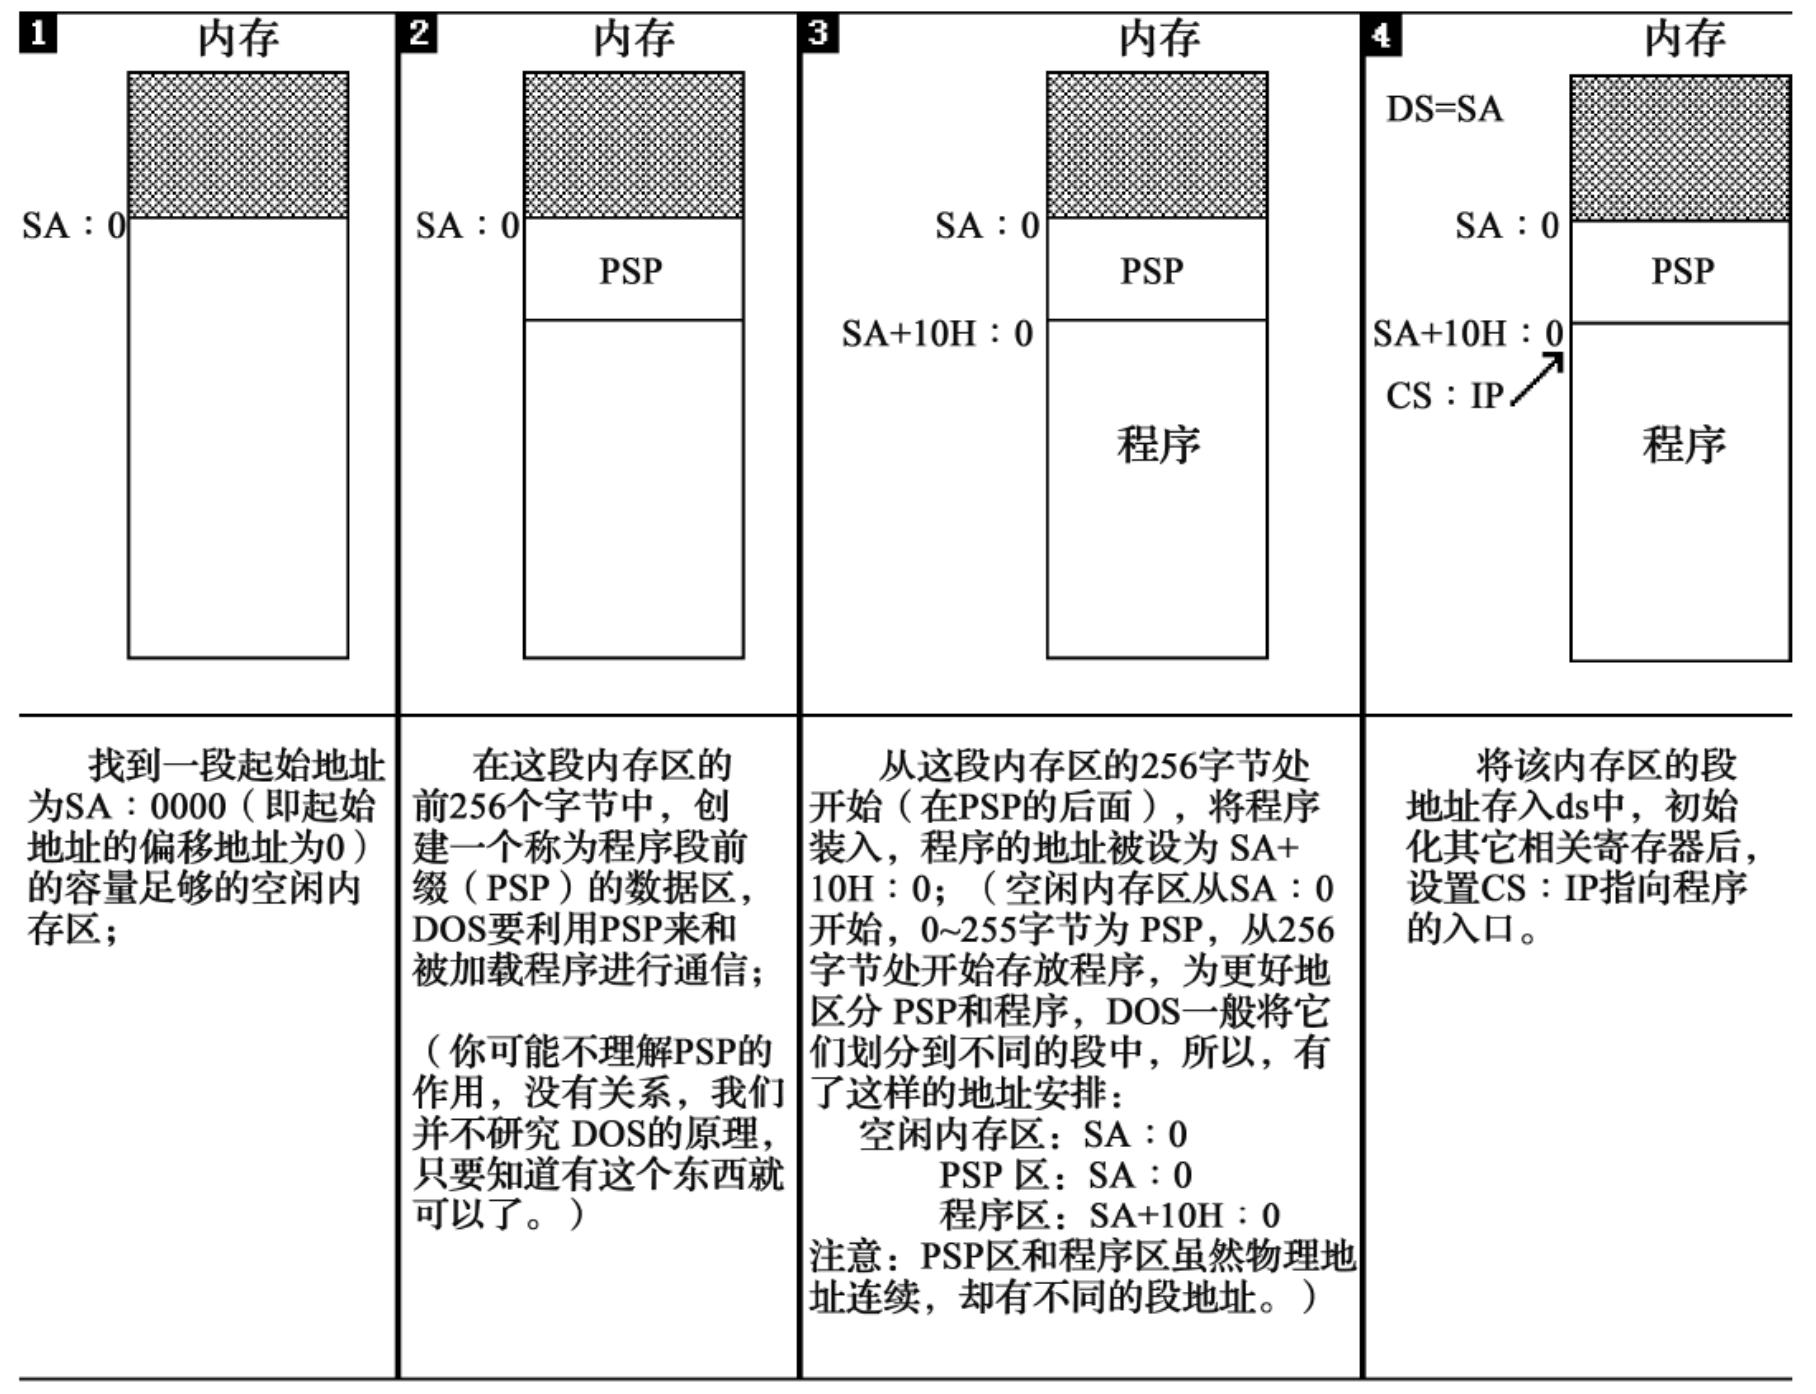 1
内存
SA：0
找到一段起始地址
为SA：0000（即起始
地址的偏移地址为0）
的容量足够的空闲内
存区；
2
内存
SA：0
PSP
在这段内存区的
前256个字节中，创
建一个称为程序段前
缀（PSP）的数据区，
DOS要利用PSP来和
被加载程序进行通信；
（你可能不理解PSP的
作用，没有关系，我们
并不研究 DOS的原理，
只要知道有这个东西就
可以了。）
3
内存
SA：0
PSP
SA+10H：0
程序
从这段内存区的256字节处
开始（在PSP的后面），将程序
装入，程序的地址被设为 SA+
10H：0；（空闲内存区从SA：0
开始，0~255字节为 PSP，从256
字节处开始存放程序，为更好地
区分 PSP和程序，DOS一般将它
们划分到不同的段中，所以，有
了这样的地址安排：
空闲内存区：SA：0
PSP 区：SA：0
程序区：SA+10H：0
注意：PSP区和程序区虽然物理地
址连续，却有不同的段地址。）
4
内存
DS=SA
SA：0
PSP
SA+10H：0
CS：IP
程序
将该内存区的段
地址存入ds中，初始
化其它相关寄存器后，
设置CS：IP指向程序
的入口。